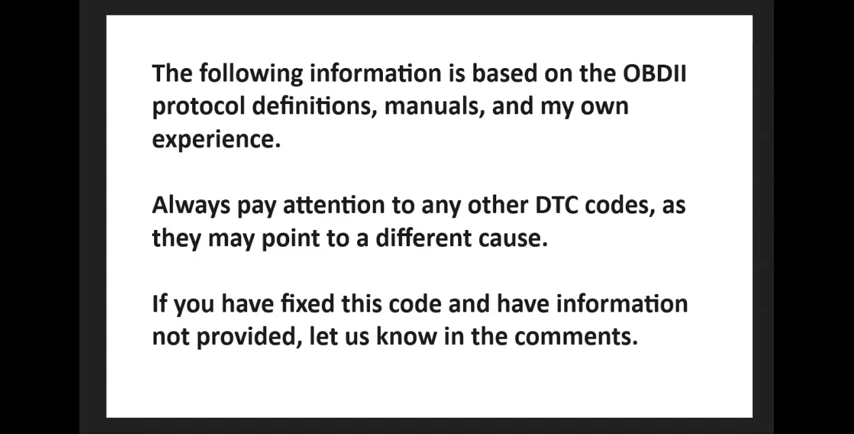 The following information is based on the OBDII
protocol definitions, manuals, and my own
experience.
Always pay attention to any other DTC codes, as
they may point to a different cause.
If you have fixed this code and have information
not provided, let us know in the comments.